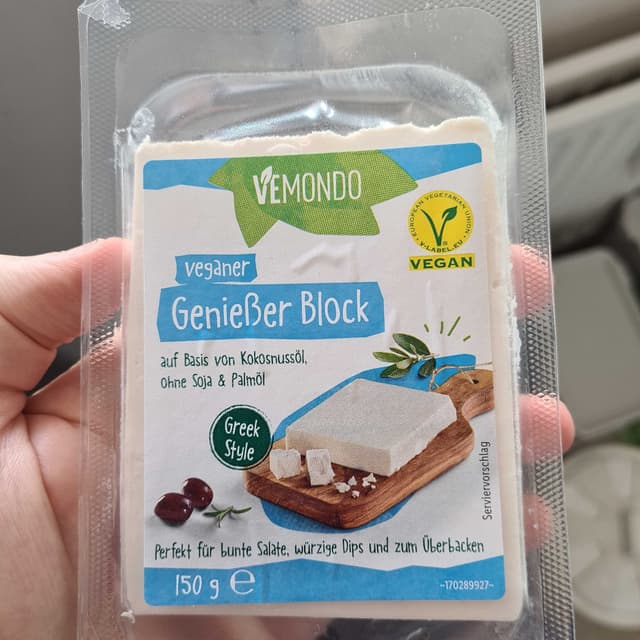 VEMONDO
EUROPEAN VEGETARIAN UNION
V-LABEL.EU
VEGAN
veganer
Genießer Block
auf Basis von Kokosnussöl,
ohne Soja & Palmöl
Greek
Style
Serviervorschlag
Perfekt für bunte Salate, würzige Dips und zum Überbacken
150 g e
~170289927~